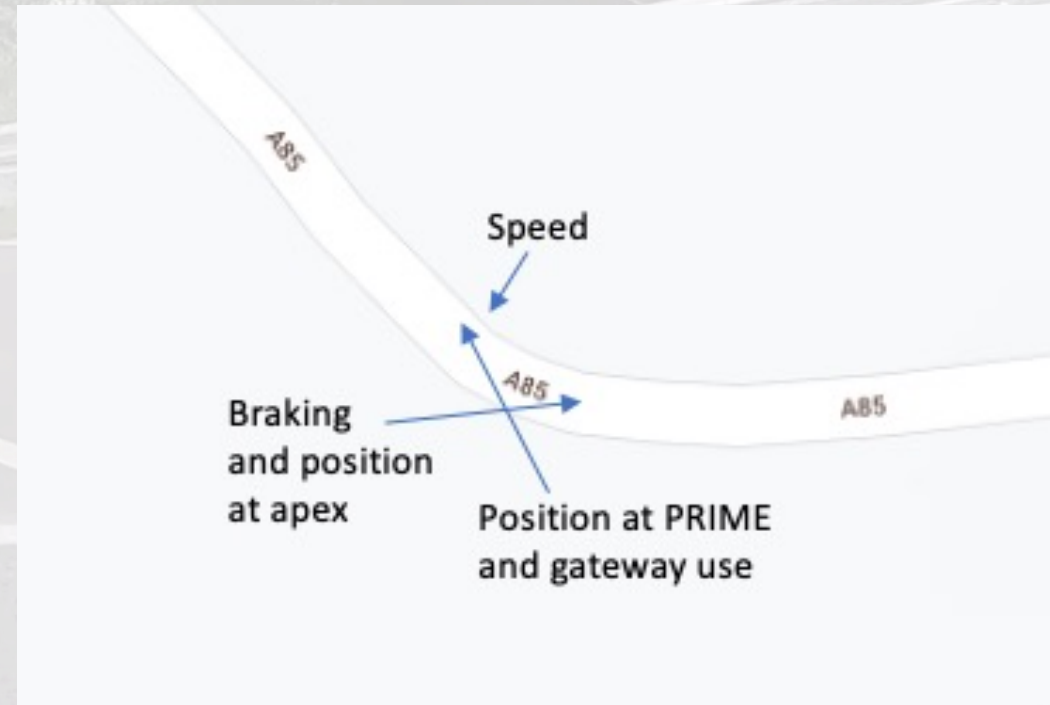 A85
Speed
A85
A85
Braking
and position
at apex
Position at PRIME
and gateway use